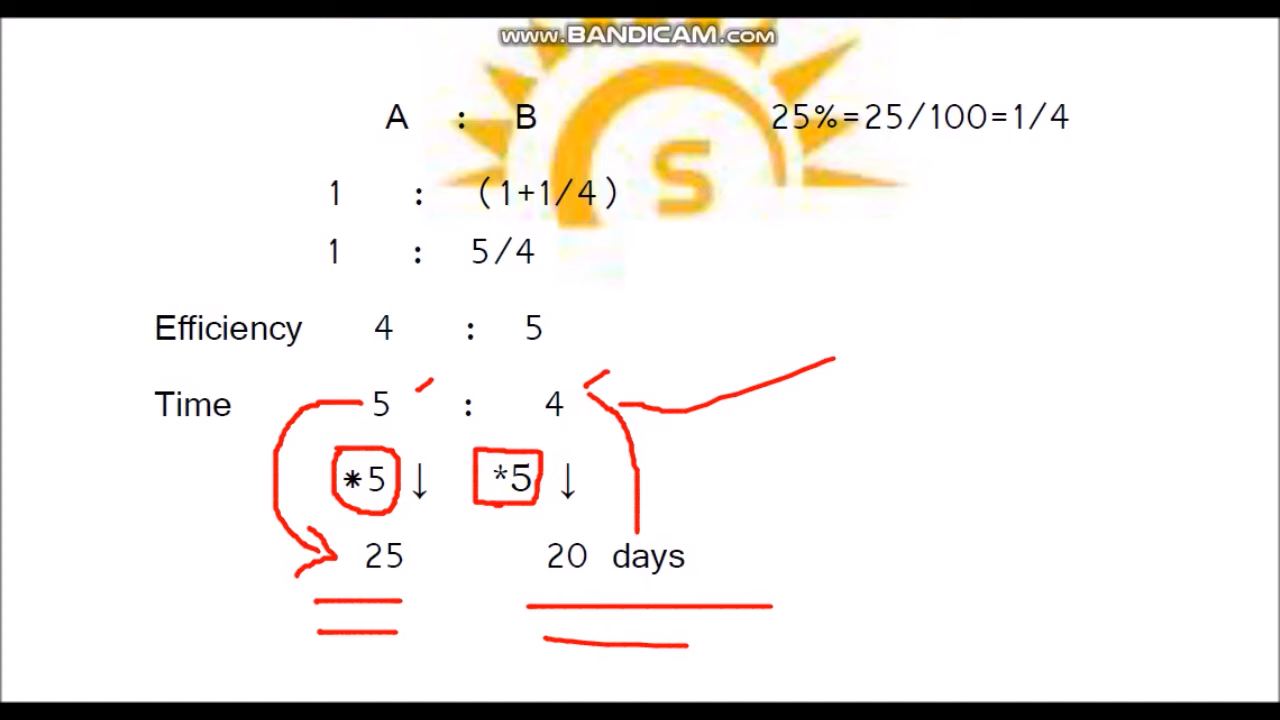 www.BANDICAM.com
A : B 25%=25/100=1/4
S
1 : (1+1/4)
1 : 5/4
Efficiency 4 : 5
Time 5 : 4
*5 ↓ *5 ↓
25 20 days